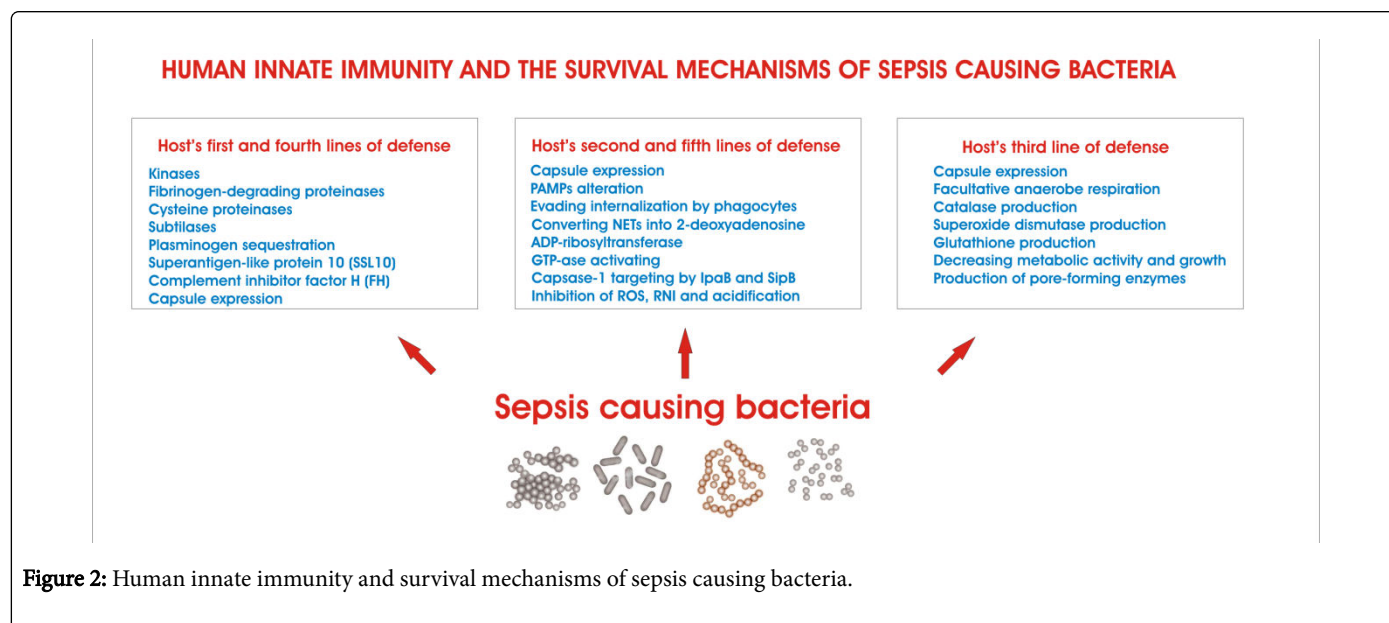 HUMAN INNATE IMMUNITY AND THE SURVIVAL MECHANISMS OF SEPSIS CAUSING BACTERIA
Host's first and fourth lines of defense
Kinases
Fibrinogen-degrading proteinases
Cysteine proteinases
Subtilases
Plasminogen sequestration
Superantigen-like protein 10 (SSL10)
Complement inhibitor factor H (FH)
Capsule expression
Host's second and fifth lines of defense
Capsule expression
PAMPs alteration
Evading internalization by phagocytes
Converting NETs into 2-deoxyadenosine
ADP-ribosyltransferase
GTP-ase activating
Capsase-1 targeting by IpaB and SipB
Inhibition of ROS, RNI and acidification
Host's third line of defense
Capsule expression
Facultative anaerobe respiration
Catalase production
Superoxide dismutase production
Glutathione production
Decreasing metabolic activity and growth
Production of pore-forming enzymes
Sepsis causing bacteria
Figure 2: Human innate immunity and survival mechanisms of sepsis causing bacteria.